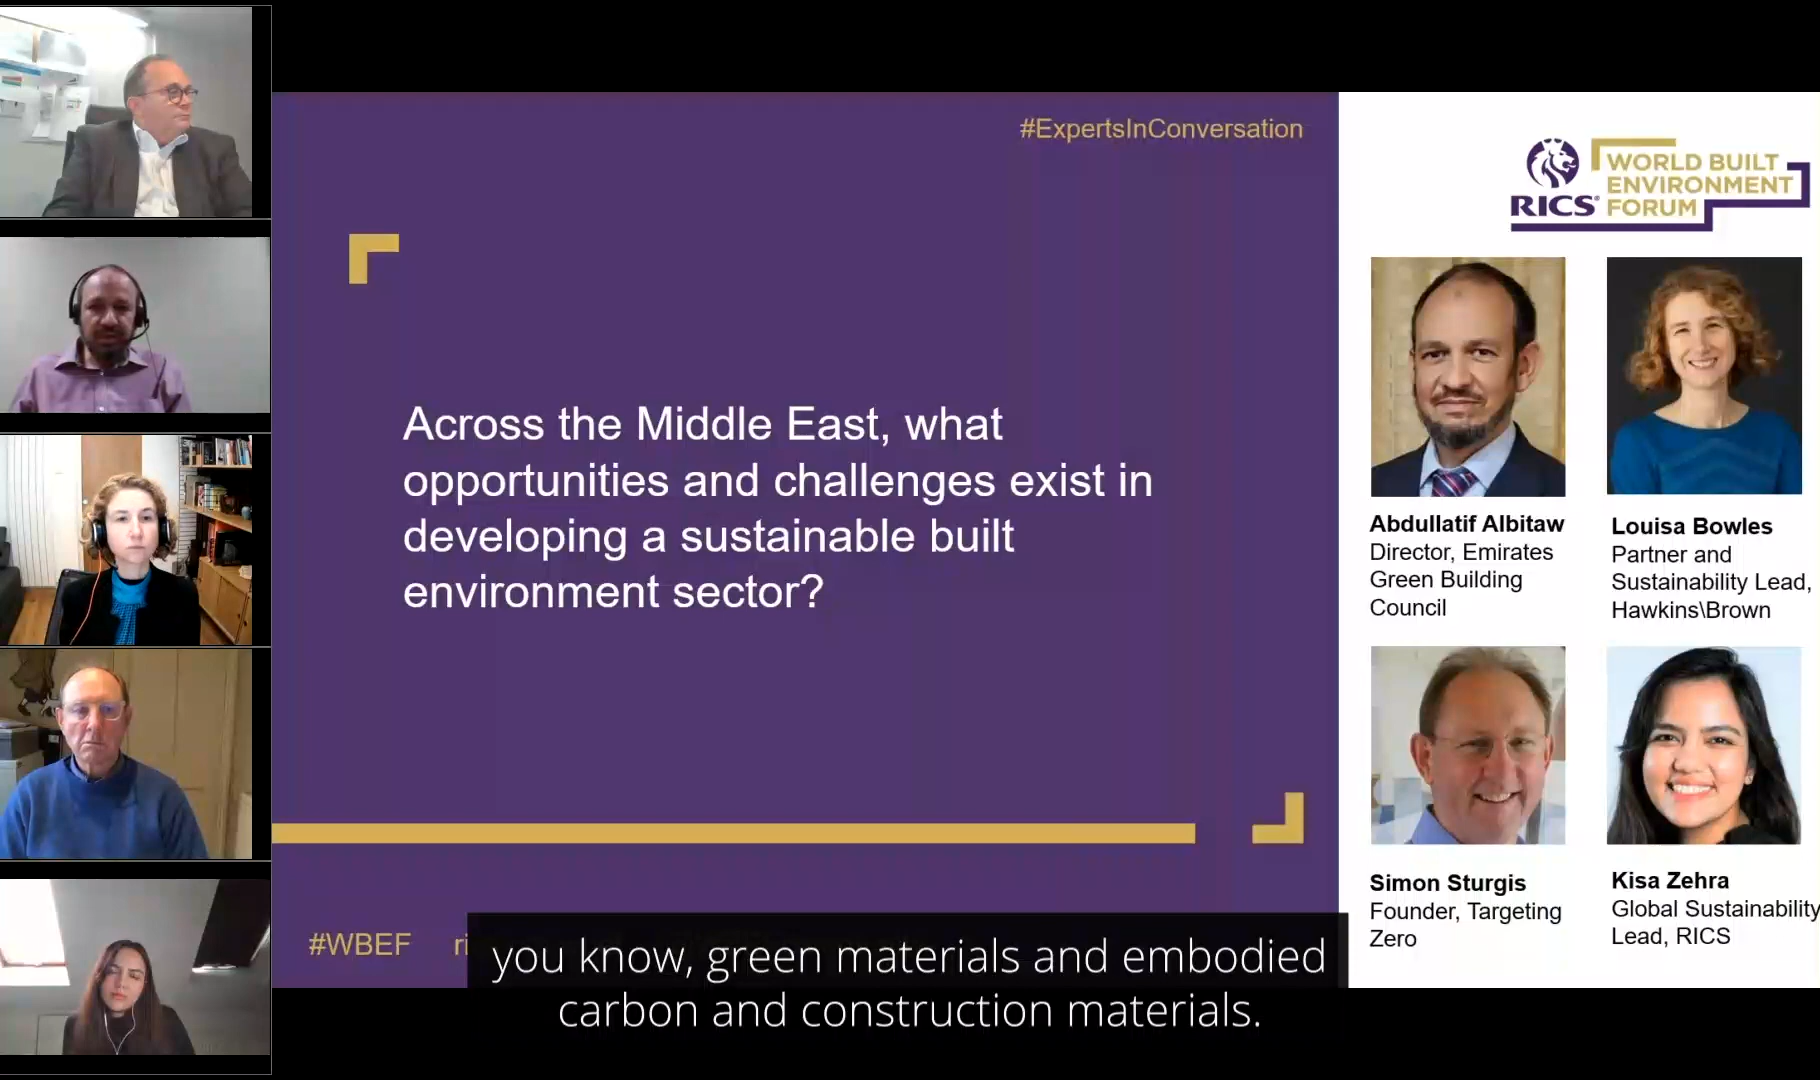 #ExpertsInConversation
RICS WORLD BUILT
ENVIRONMENT
FORUM
Across the Middle East, what
opportunities and challenges exist in
developing a sustainable built
environment sector?
Abdullatif Albitaw
Director, Emirates
Green Building
Council
Louisa Bowles
Partner and
Sustainability Lead,
Hawkins\Brown
Simon Sturgis
Founder, Targeting
Zero
Kisa Zehra
Global Sustainability
Lead, RICS
#WBEF ri
you know, green materials and embodied
carbon and construction materials.